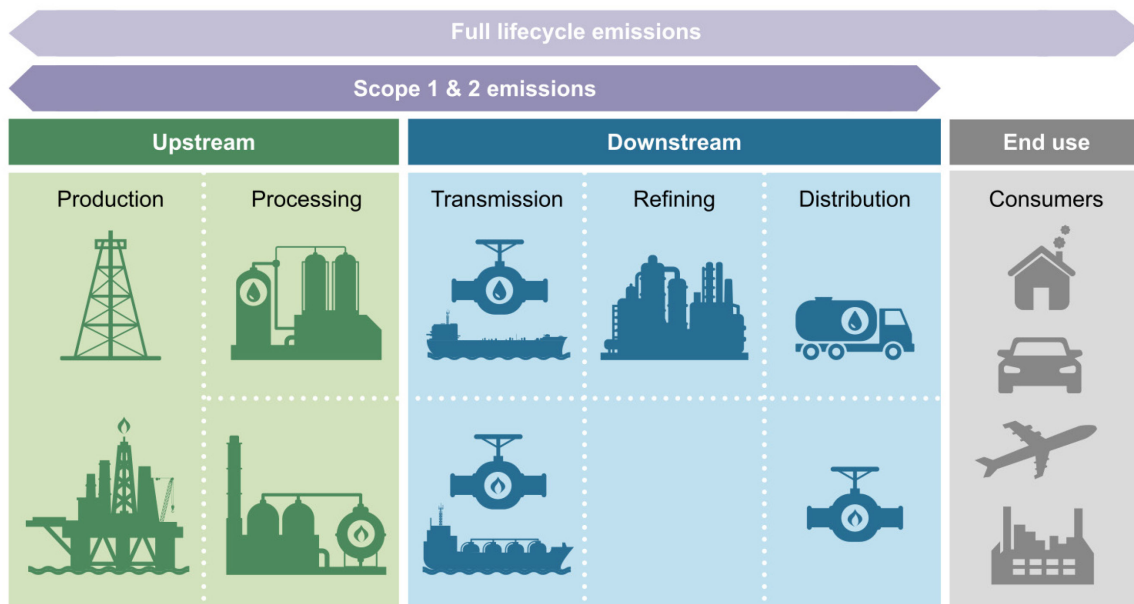 Full lifecycle emissions
Scope 1 & 2 emissions
Upstream
Downstream
End use
Production
Processing
Transmission
Refining
Distribution
Consumers